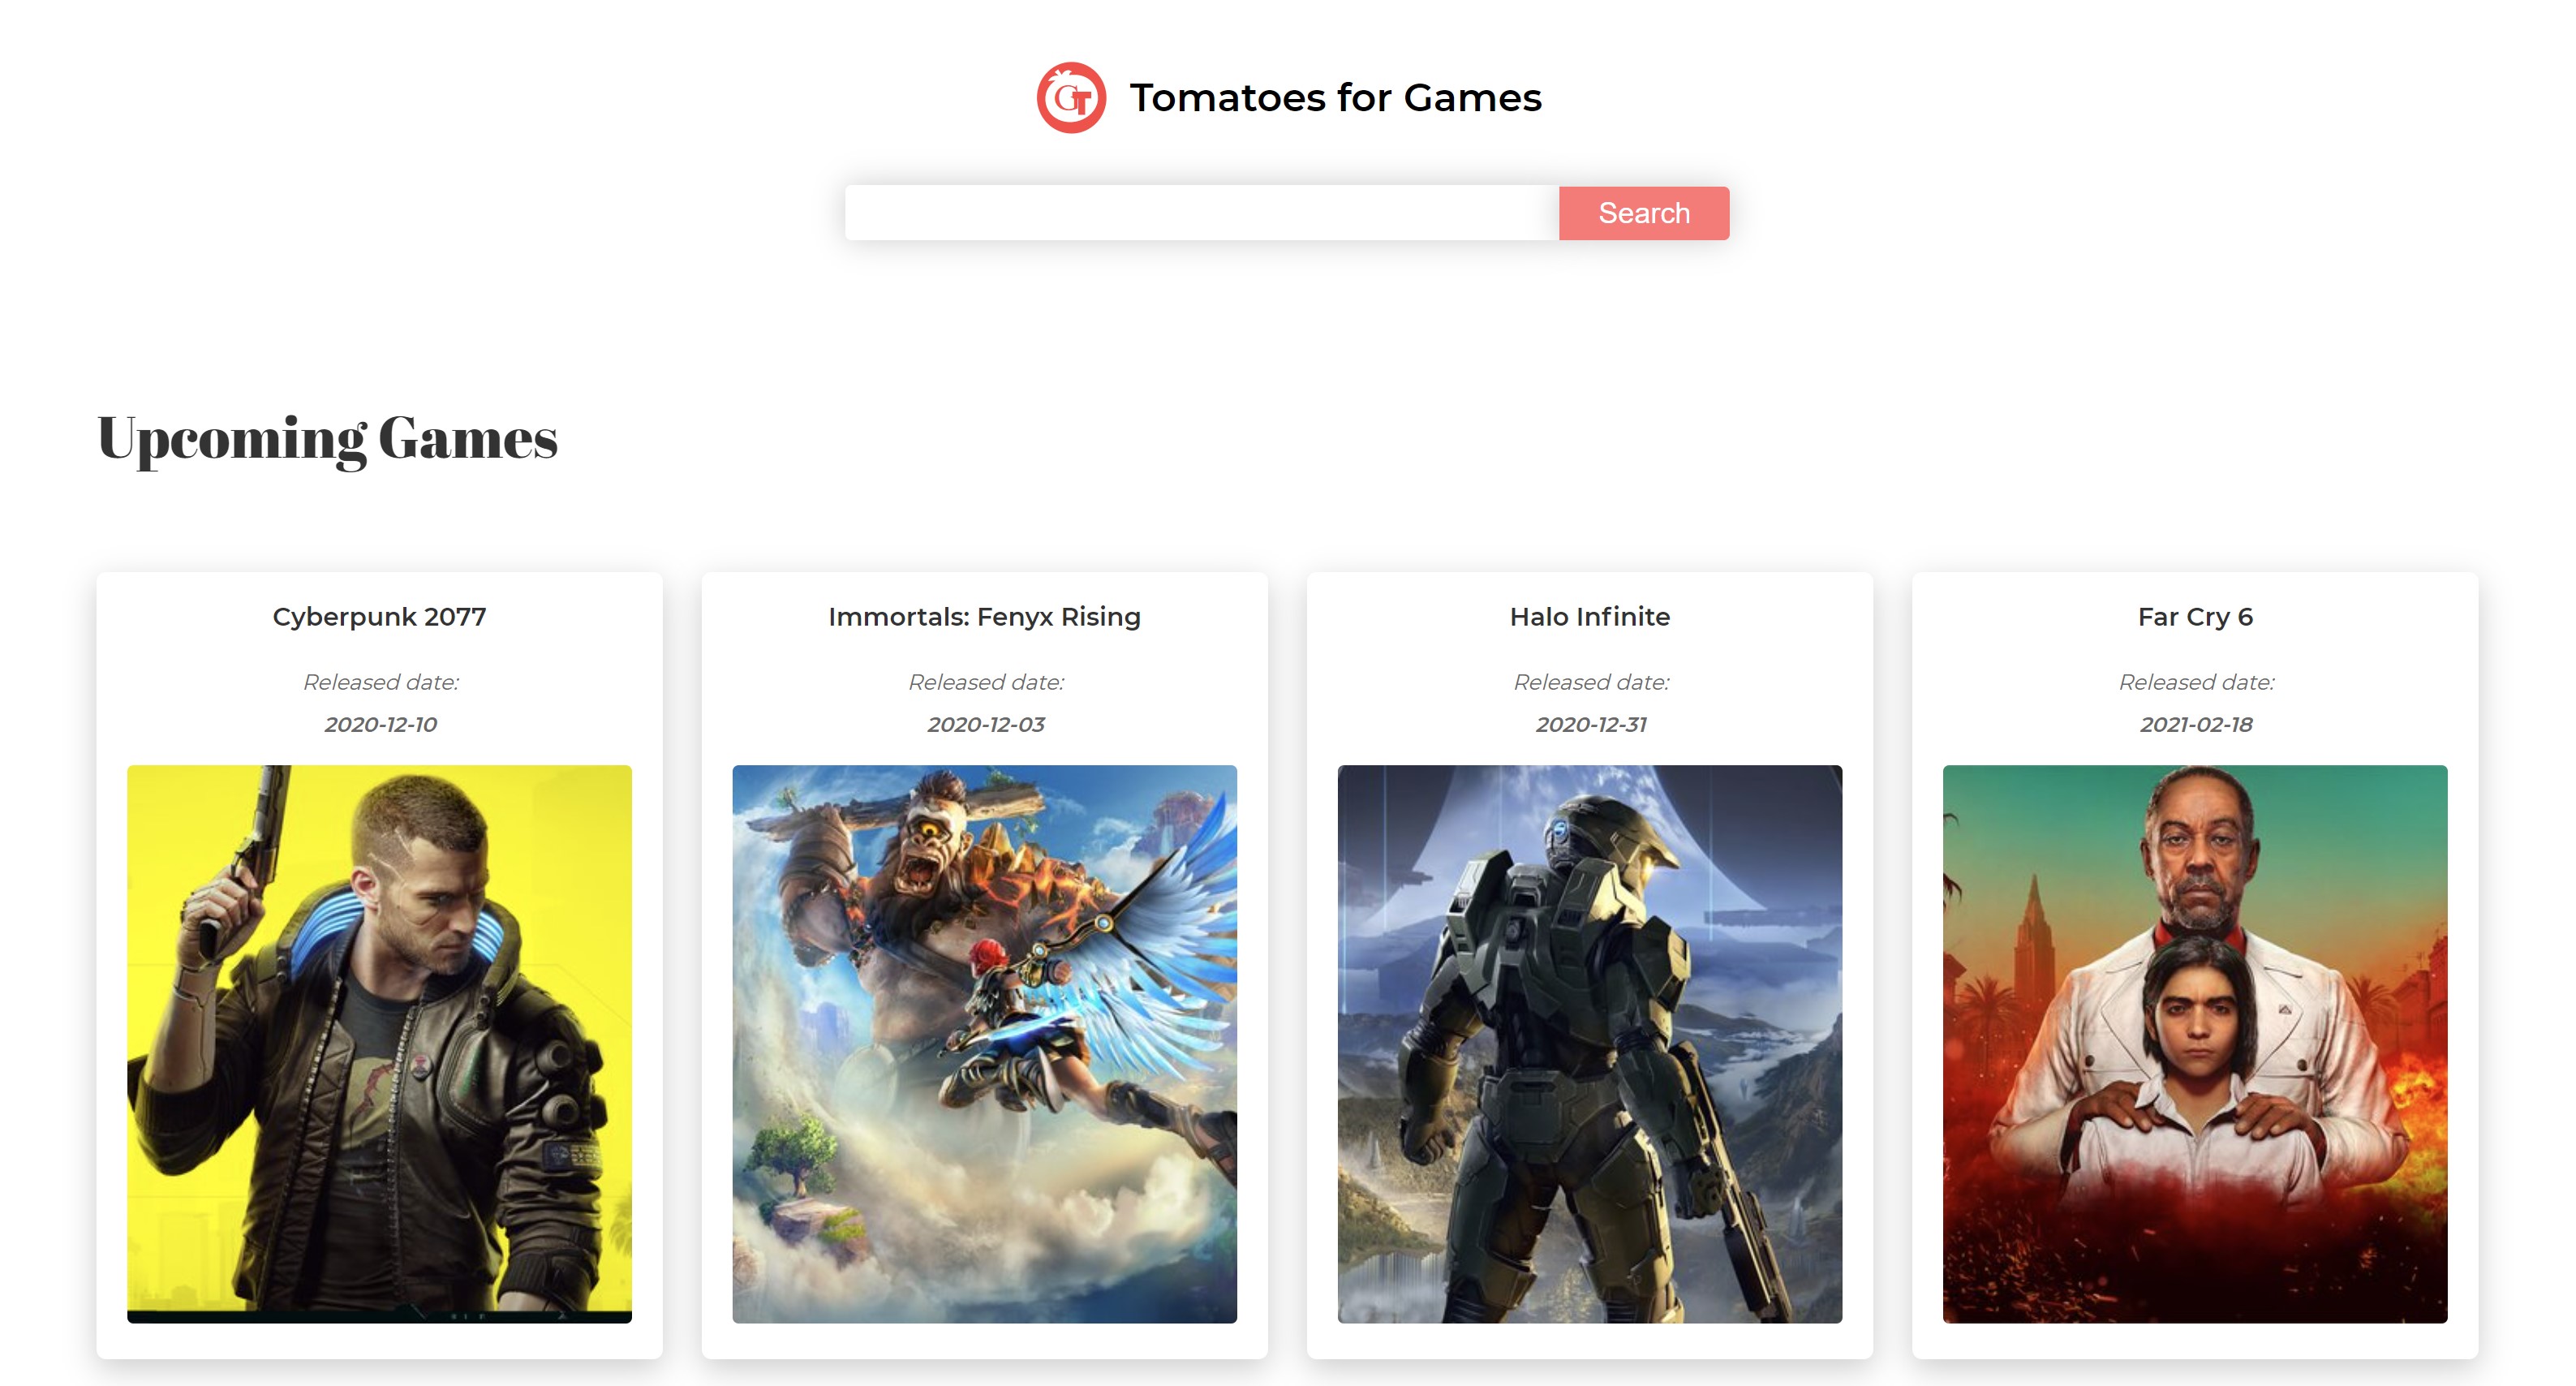 GT
Tomatoes for Games
Search
Upcoming Games
Cyberpunk 2077
Released date:
2020-12-10
Immortals: Fenyx Rising
Released date:
2020-12-03
Halo Infinite
Released date:
2020-12-31
Far Cry 6
Released date:
2021-02-18